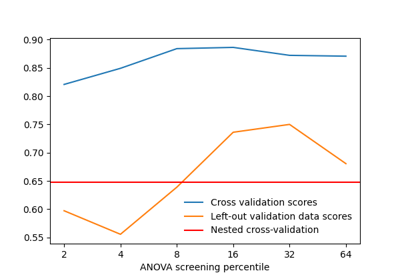 0.90
0.85
0.80
0.75
0.70
0.65
0.60
0.55
Cross validation scores
Left-out validation data scores
Nested cross-validation
2 4 8 16 32 64
ANOVA screening percentile